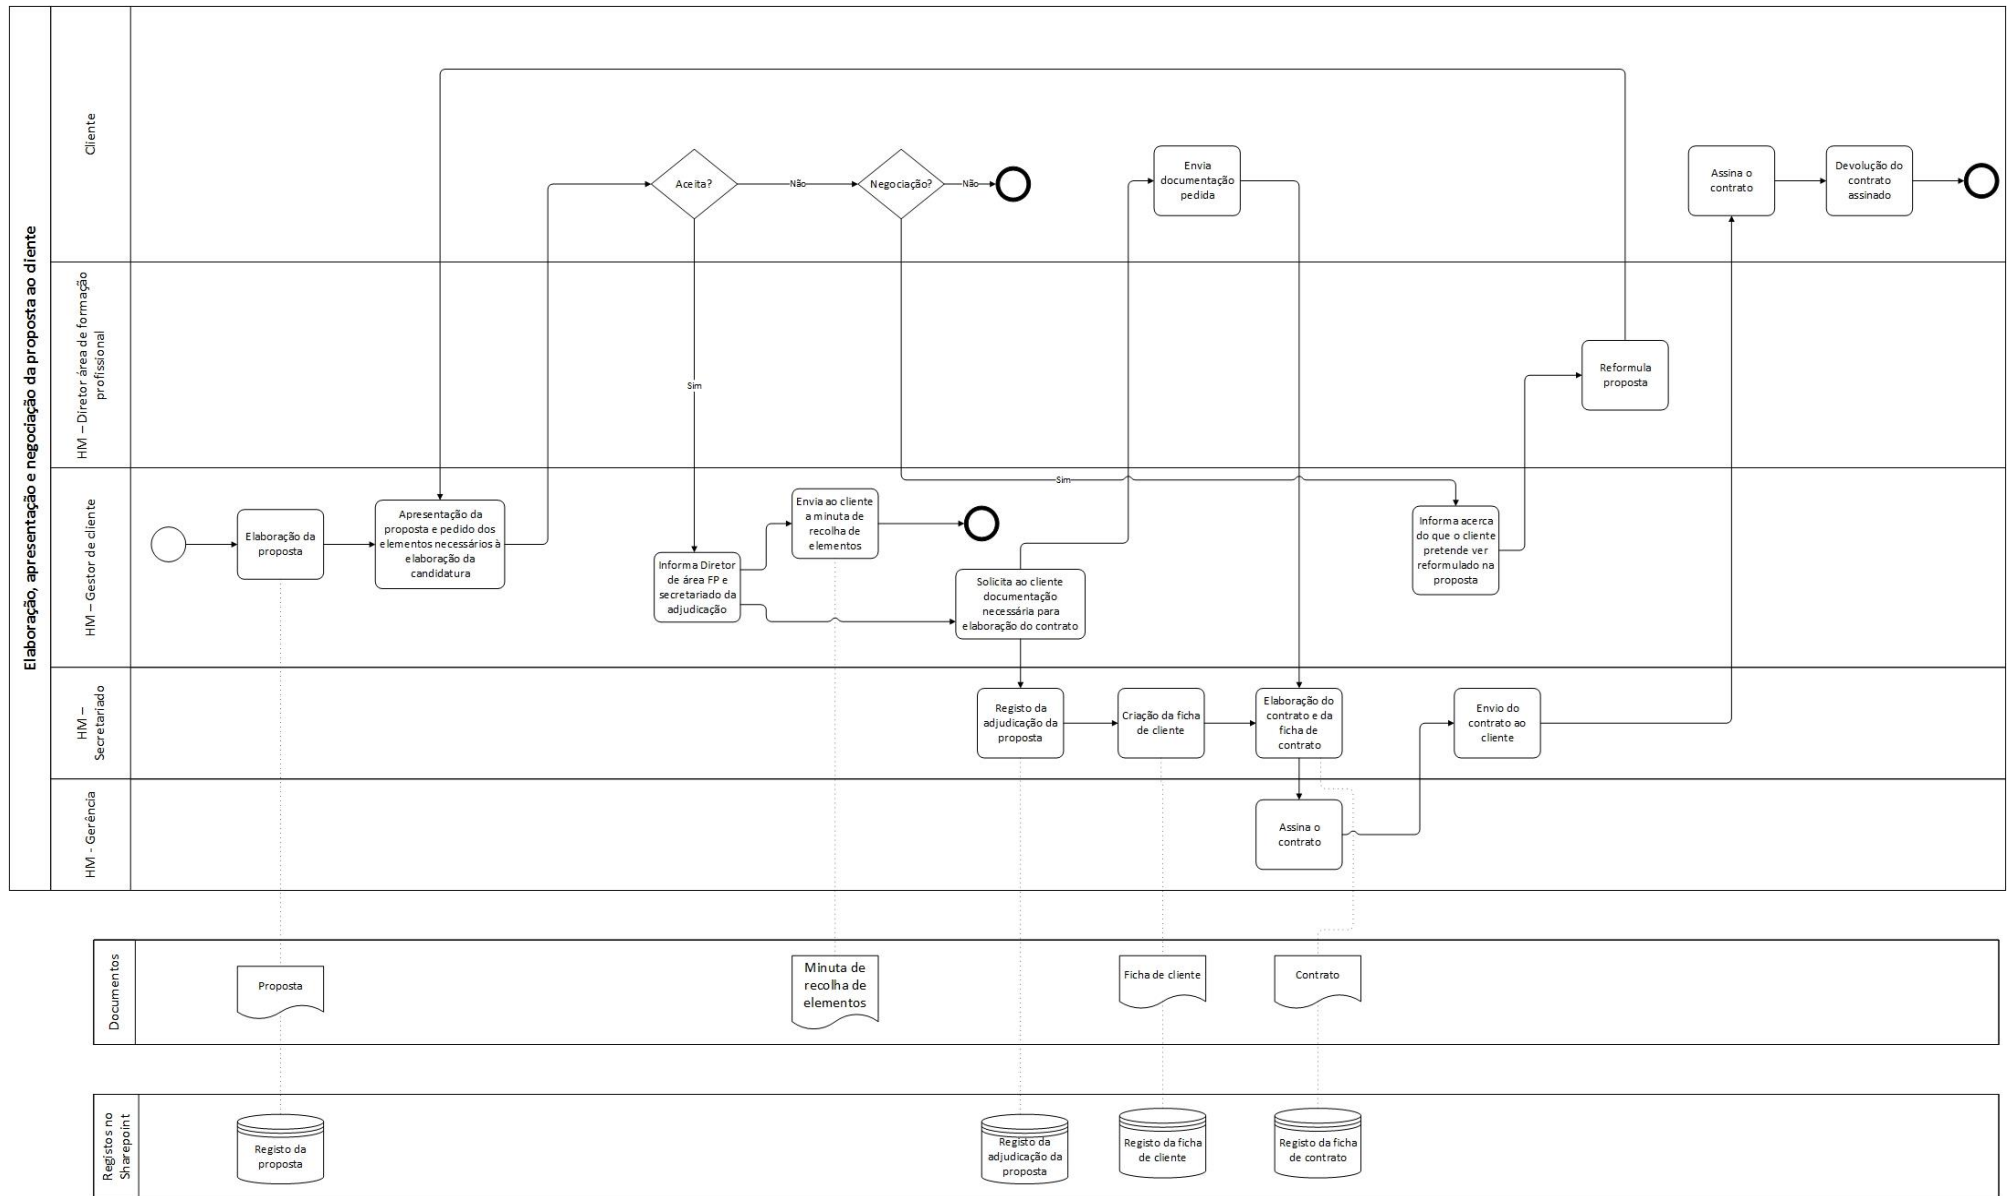 Elaboração, apresentação e negociação da proposta ao cliente
Cliente
Aceita?
Não
Negociação?
Não
Envia
documentação
pedida
Assina o
contrato
Devolução do
contrato
assinado
HM – Diretor área de formação
profissional
Sim
Reformula
proposta
HM – Gestor de cliente
Elaboração da
proposta
Apresentação da
proposta e pedido dos
elementos necessários à
elaboração da
candidatura
Informa Diretor
de área FP e
secretariado da
adjudicação
Envia ao cliente
a minuta de
recolha de
elementos
Solicita ao cliente
documentação
necessária para
elaboração do contrato
Sim
Informa acerca
do que o cliente
pretende ver
reformulado na
proposta
HM –
Secretariado
Registo da
adjudicação da
proposta
Criação da ficha
de cliente
Elaboração do
contrato e da
ficha de
contrato
Envio do
contrato ao
cliente
HM - Gerência
Assina o
contrato
Documentos
Proposta
Minuta de
recolha de
elementos
Ficha de cliente
Contrato
Registos no
Sharepoint
Registo da
proposta
Registo da
adjudicação da
proposta
Registo da ficha
de cliente
Registo da ficha
de contrato